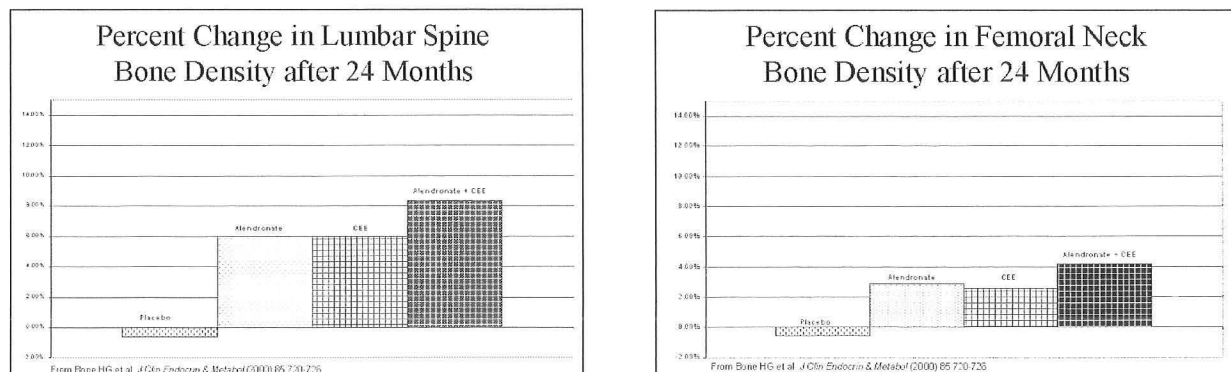 Percent Change in Lumbar Spine
Bone Density after 24 Months
14.00%
12.00%
10.00%
8.00%
6.00%
4.00%
2.00%
0.00%
2.00%
Placebo
Alendronate
CEE
Alendronate + CEE
From Bone HG et al. J Clin Endocrin & Metabol (2000) 85:720-726
Percent Change in Femoral Neck
Bone Density after 24 Months
14.00%
12.00%
10.00%
8.00%
6.00%
4.00%
2.00%
0.00%
-2.00%
Placebo
Alendronate
CEE
Alendronate + CEE
From Bone HG et al. J Clin Endocrin & Metabol (2000) 85:720-726